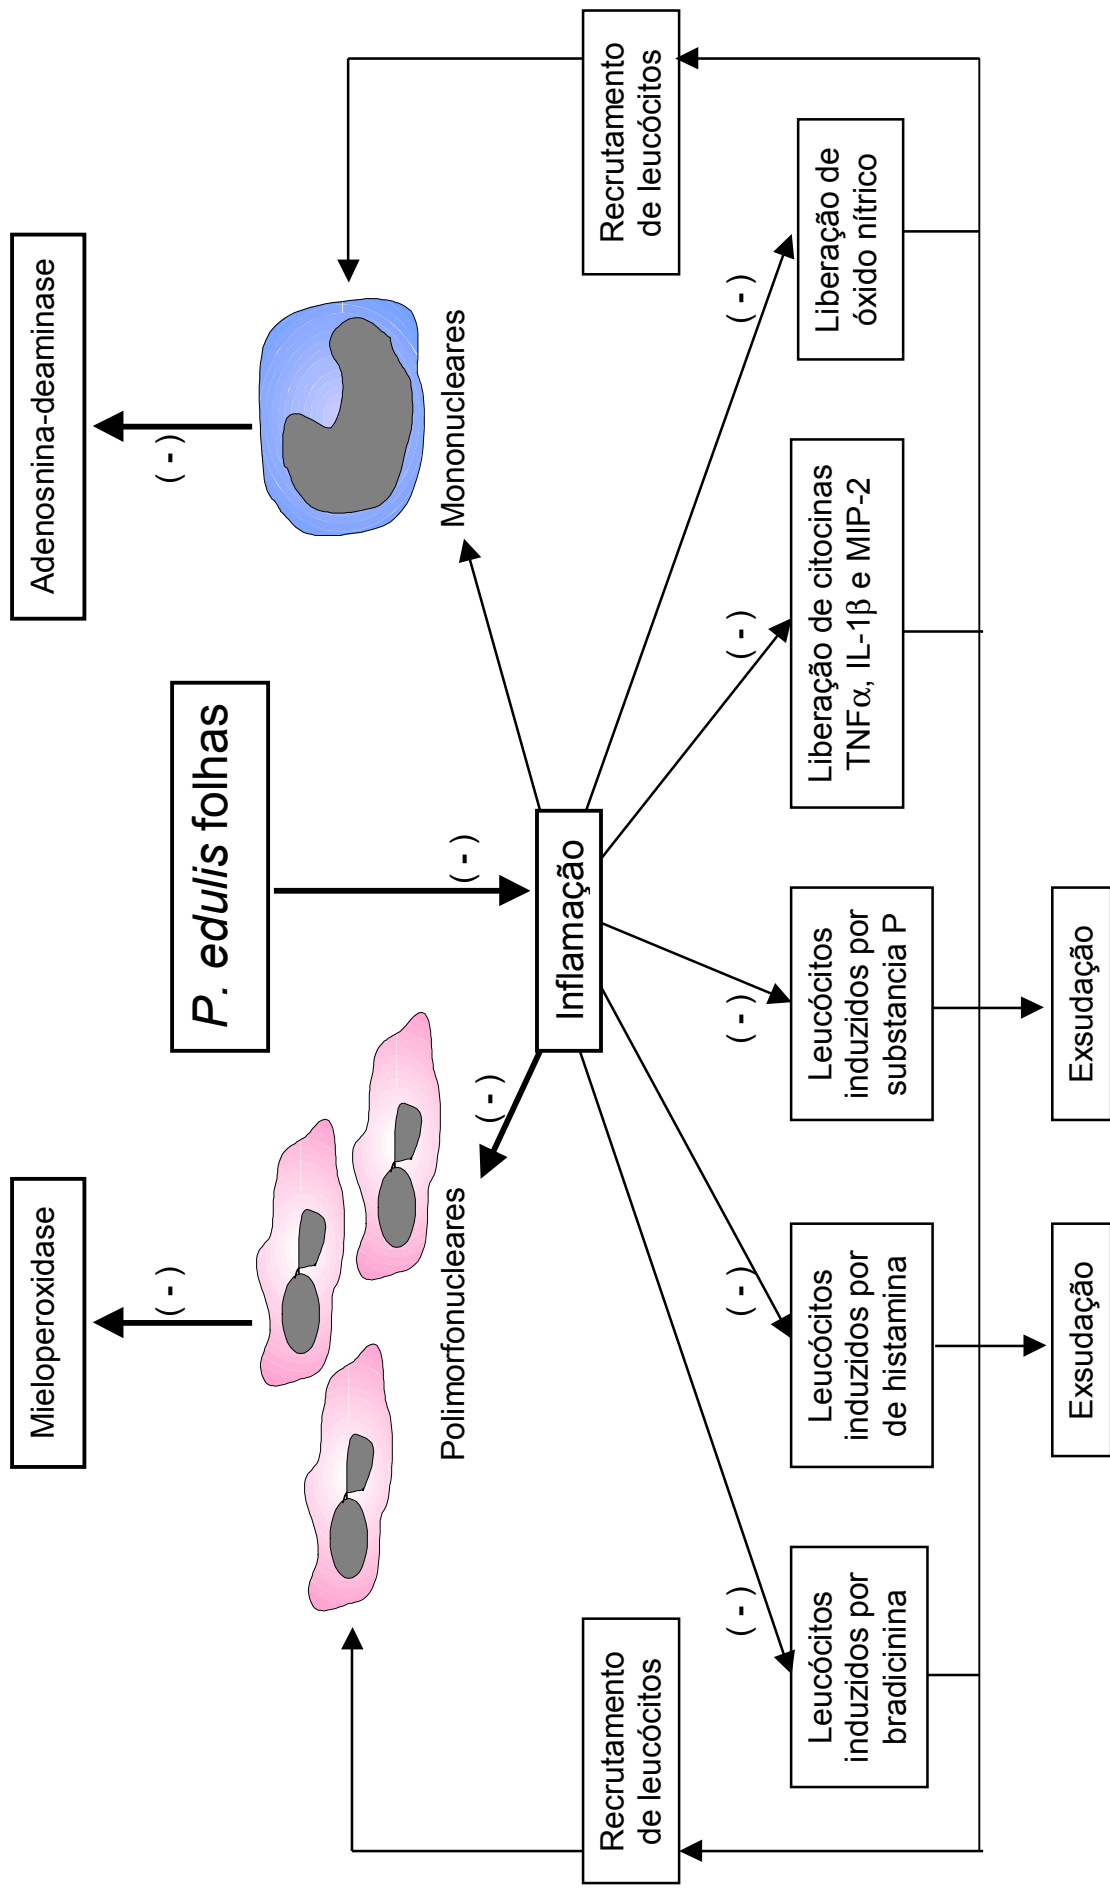 Mieloperoxidase
Adenosnina-deaminase
(-)
(-)
P. edulis folhas
(-)
Polimorfonucleares
Mononucleares
(-)
Inflamação
Recrutamento
de leucócitos
Recrutamento
de leucócitos
(-)
(-)
(-)
(-)
(-)
Leucócitos
induzidos por
bradicinina
Leucócitos
induzidos por
de histamina
Leucócitos
induzidos por
substancia P
Liberação de citocinas
TNFα, IL-1β e MIP-2
Liberação de
óxido nítrico
Exsudação
Exsudação